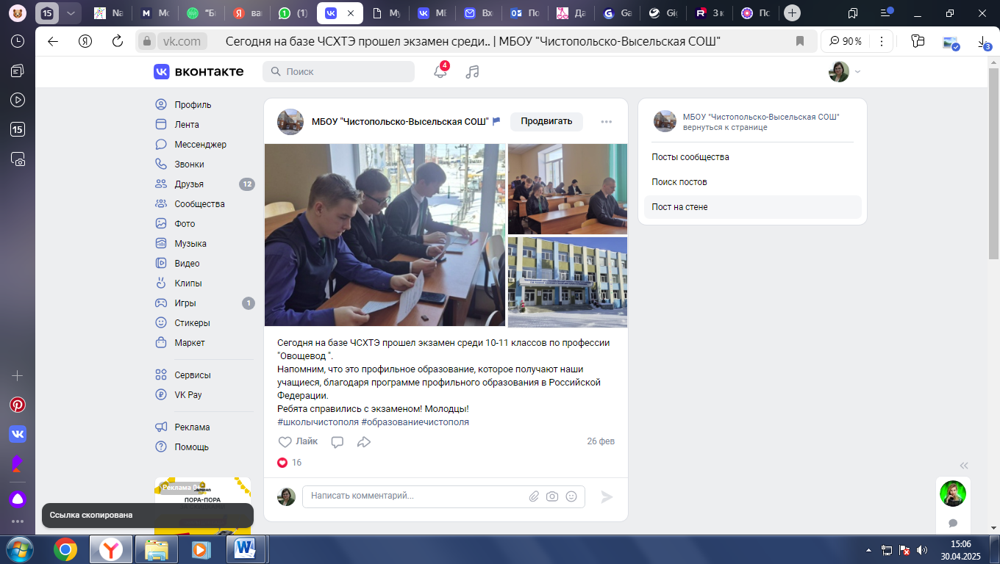 15
Na
М
Мс
"Б
ва
(1)
Му
МБ
Вх
По
Да
Ga
Gig
З к
По
vk.com
Сегодня на базе ЧСХТЭ прошел экзамен среди.. | МБОУ "Чистопольско-Высельская СОШ"
90 %
3
15
вконтакте
Поиск
4
Профиль
Лента
Мессенджер
Звонки
Друзья
12
Сообщества
Фото
Музыка
Видео
Клипы
Игры
1
Стикеры
Маркет
Сервисы
VK Pay
Реклама
Помощь
Реклама 0+
ПОРА-ПОРА
Ссылка скопирована
МБОУ "Чистопольско-Высельская СОШ"
Продвигать
Сегодня на базе ЧСХТЭ прошел экзамен среди 10-11 классов по профессии
"Овощевод ".
Напомним, что это профильное образование, которое получают наши
учащиеся, благодаря программе профильного образования в Российской
Федерации.
Ребята справились с экзаменом! Молодцы!
#школычистополя #образованиечистополя
Лайк
26 фев
16
Написать комментарий...
МБОУ "Чистопольско-Высельская СОШ"
вернуться к странице
Посты сообщества
Поиск постов
Пост на стене
15:06
30.04.2025